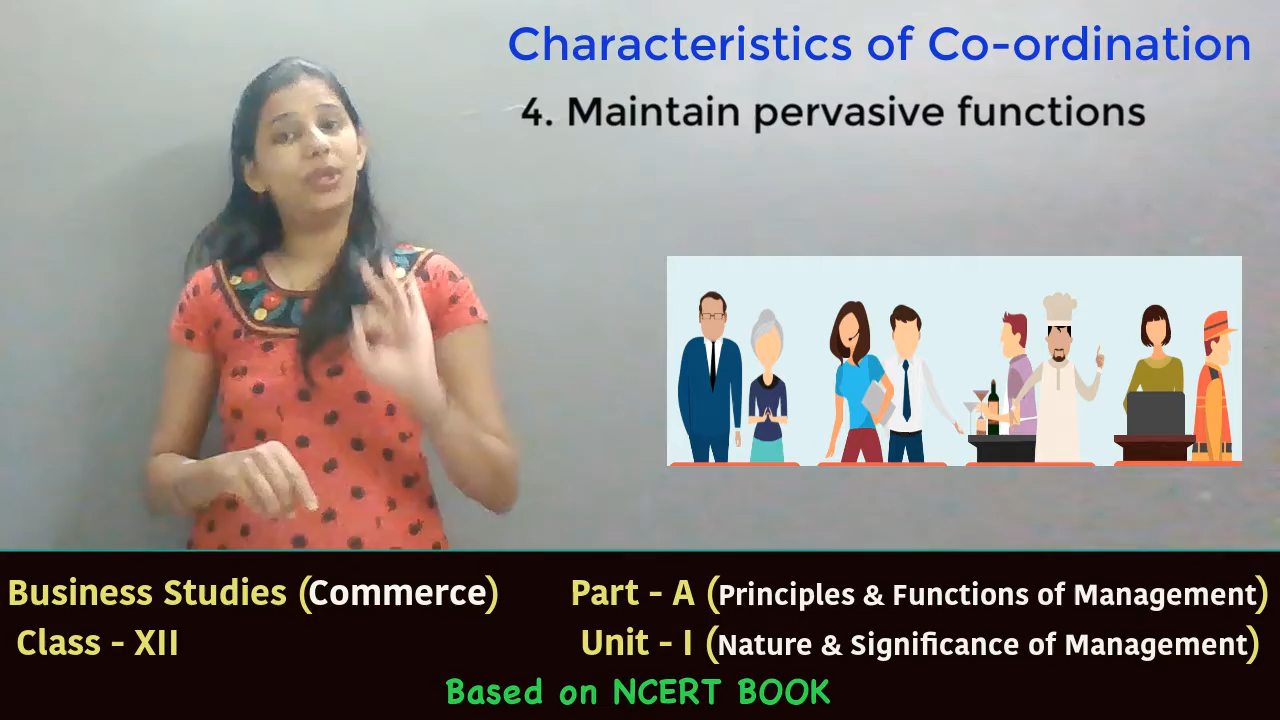 Characteristics of Co-ordination
4. Maintain pervasive functions
Business Studies (Commerce)
Part - A (Principles & Functions of Management)
Class - XII
Unit - I (Nature & Significance of Management)
Based on NCERT BOOK